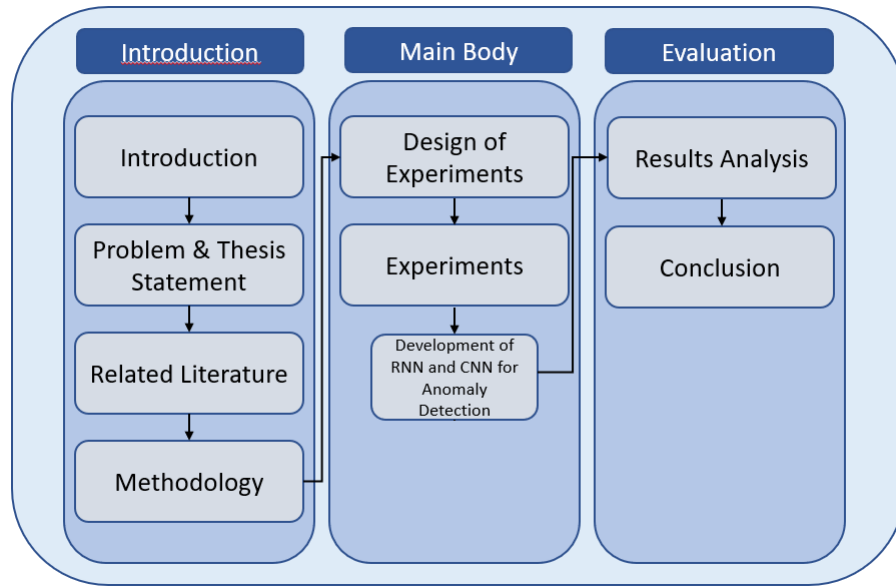 Introduction
Main Body
Evaluation
Introduction
Problem & Thesis
Statement
Related Literature
Methodology
Design of
Experiments
Experiments
Development of
RNN and CNN for
Anomaly
Detection
Results Analysis
Conclusion